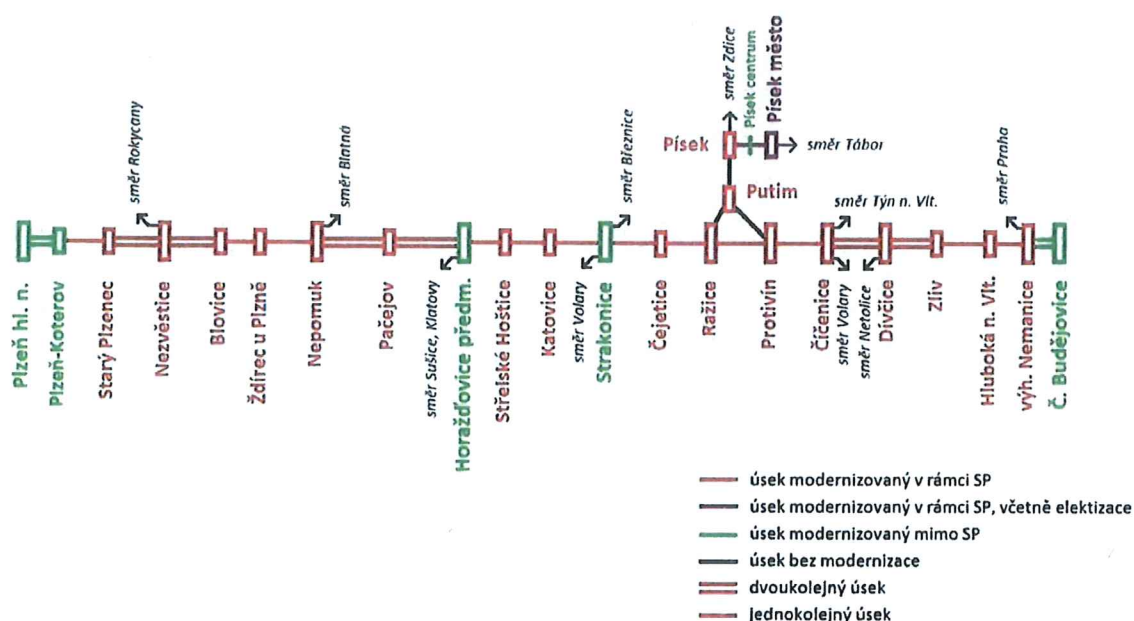 směr Zdice
Písek centrum
Písek město
Písek
směr Tábor
Putim
směr Rokycany
směr Blatná
směr Březnice
směr Týn n. Vlt.
směr Praha
Plzeň hl. n.
Plzeň-Koterov
Starý Plzenec
Nezvěstice
Blovice
Ždírec u Plzně
Nepomuk
Pačejov
směr Sušice, Klatovy
Horažďovice předm.
Střelské Hoštice
Katovice
směr Volary
Strakonice
Čejetice
Ražice
Protivín
Číčenice
směr Volary
směr Netolice
Dívčice
Zliv
Hluboká n. Vlt.
výh. Nemanice
Č. Budějovice
úsek modernizovaný v rámci SP
úsek modernizovaný v rámci SP, včetně elektizace
úsek modernizovaný mimo SP
úsek bez modernizace
dvoukolejný úsek
jednokolejný úsek